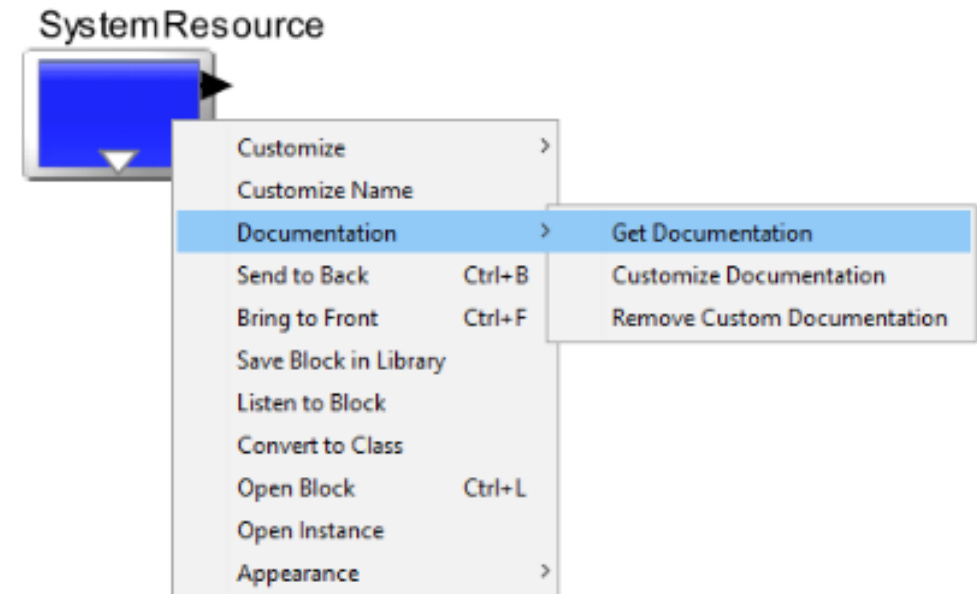 SystemResource
Customize
Customize Name
Documentation
Get Documentation
Send to Back Ctrl+B
Customize Documentation
Bring to Front Ctrl+F
Remove Custom Documentation
Save Block in Library
Listen to Block
Convert to Class
Open Block Ctrl+L
Open Instance
Appearance